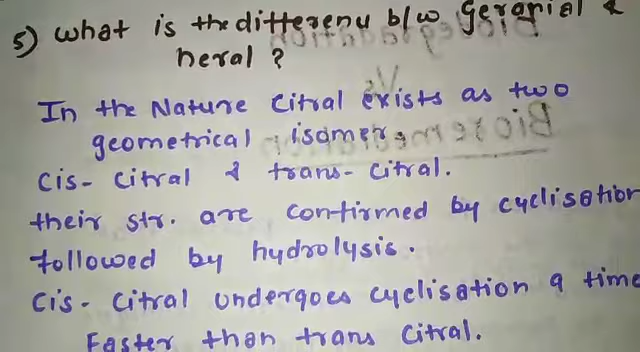 5) what is the differenu b/w Geranial &
neral ?
In the Nature Citral exists as two
geometrical isomers
Cis- Citral & trans- Citral.
their str. are confirmed by cyclisation
followed by hydrolysis.
Cis- Citral undergoes cyclisation 9 time
Faster than trans Citral.